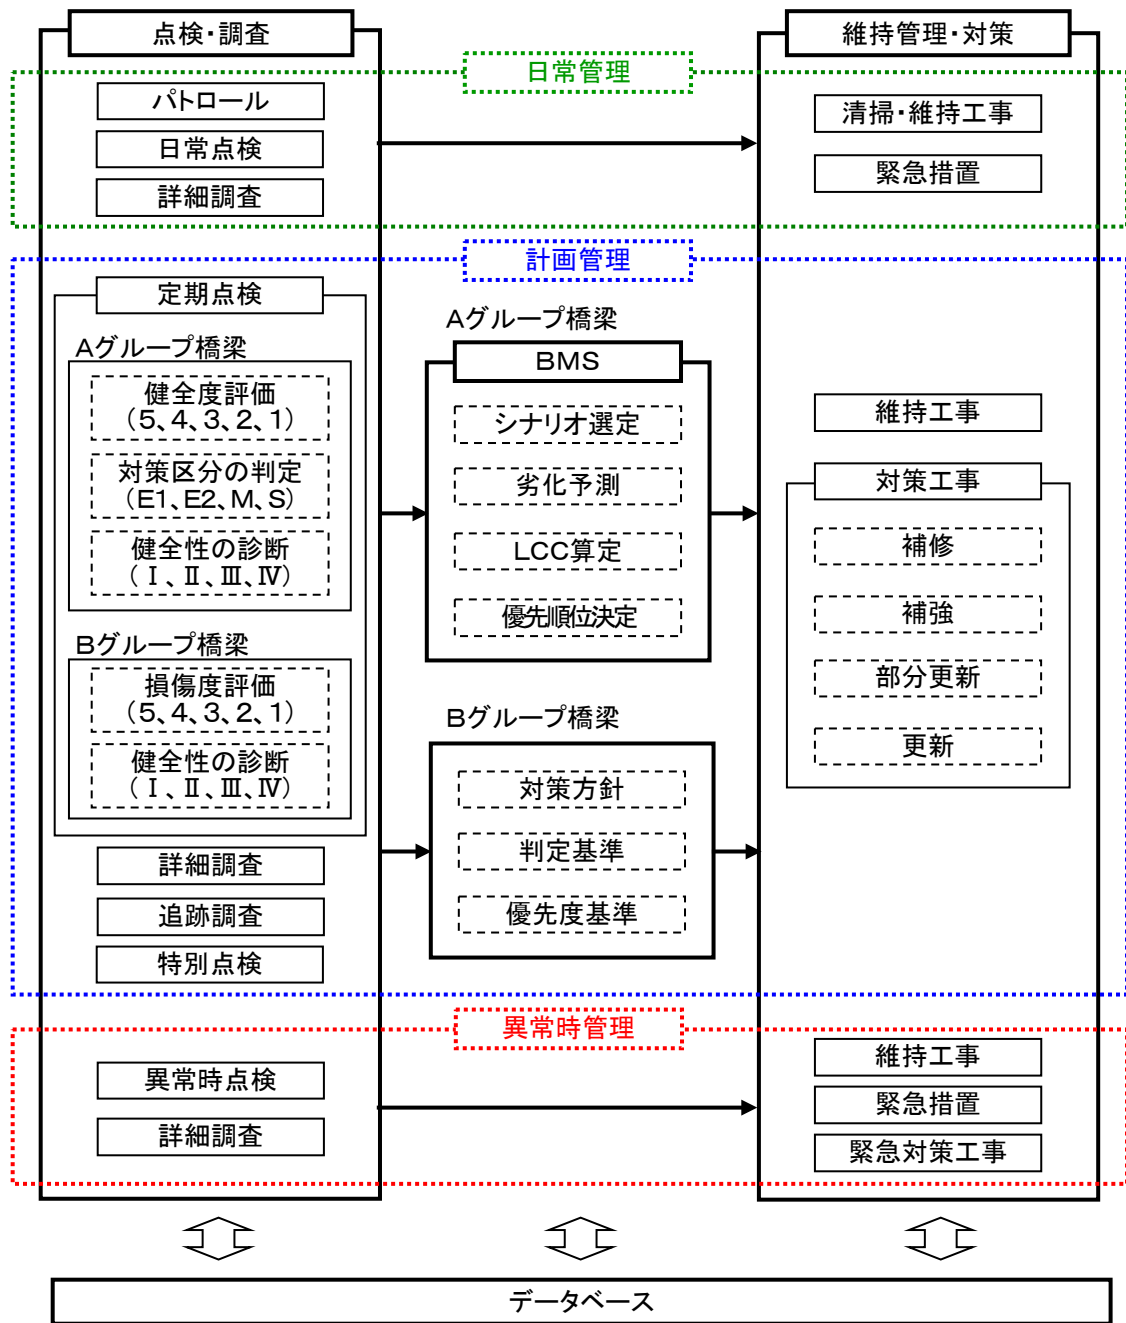 点検・調査
維持管理・対策
日常管理
パトロール
日常点検
詳細調査
清掃・維持工事
緊急措置
計画管理
定期点検
Aグループ橋梁
健全度評価
(5、4、3、2、1)
対策区分の判定
(E1、E2、M、S)
健全性の診断
(Ⅰ、Ⅱ、Ⅲ、Ⅳ)
Bグループ橋梁
損傷度評価
(5、4、3、2、1)
健全性の診断
(Ⅰ、Ⅱ、Ⅲ、Ⅳ)
詳細調査
追跡調査
特別点検
Aグループ橋梁
BMS
シナリオ選定
劣化予測
LCC算定
優先順位決定
Bグループ橋梁
対策方針
判定基準
優先度基準
維持工事
対策工事
補修
補強
部分更新
更新
異常時管理
異常時点検
詳細調査
維持工事
緊急措置
緊急対策工事
データベース